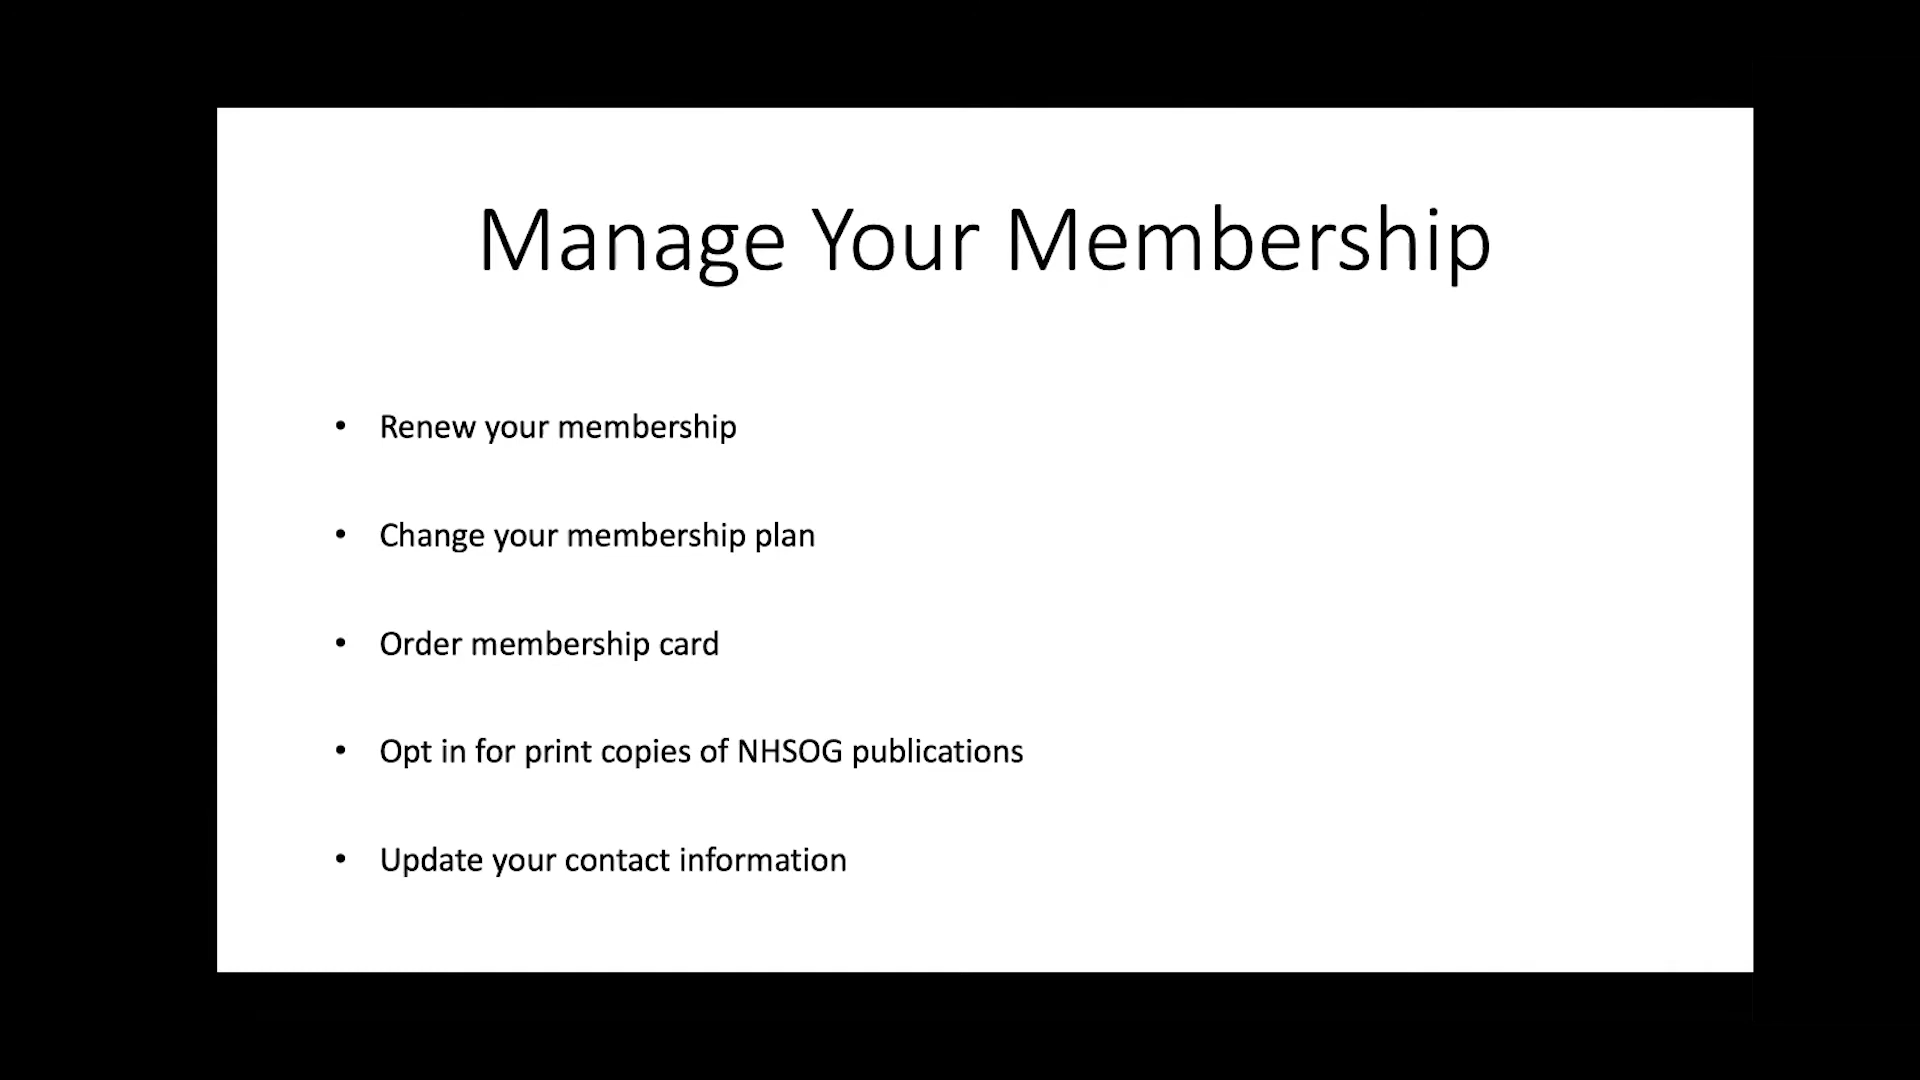 Manage Your Membership
• Renew your membership
• Change your membership plan
• Order membership card
• Opt in for print copies of NHSOG publications
• Update your contact information